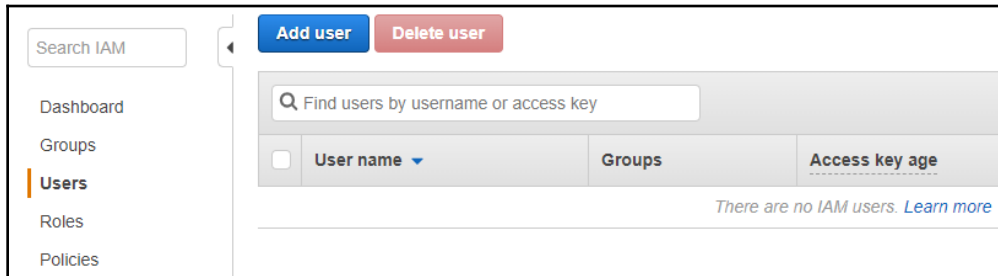 Search IAM
Dashboard
Groups
Users
Roles
Policies
Add user Delete user
Find users by username or access key
User name Groups Access key age
There are no IAM users. Learn more